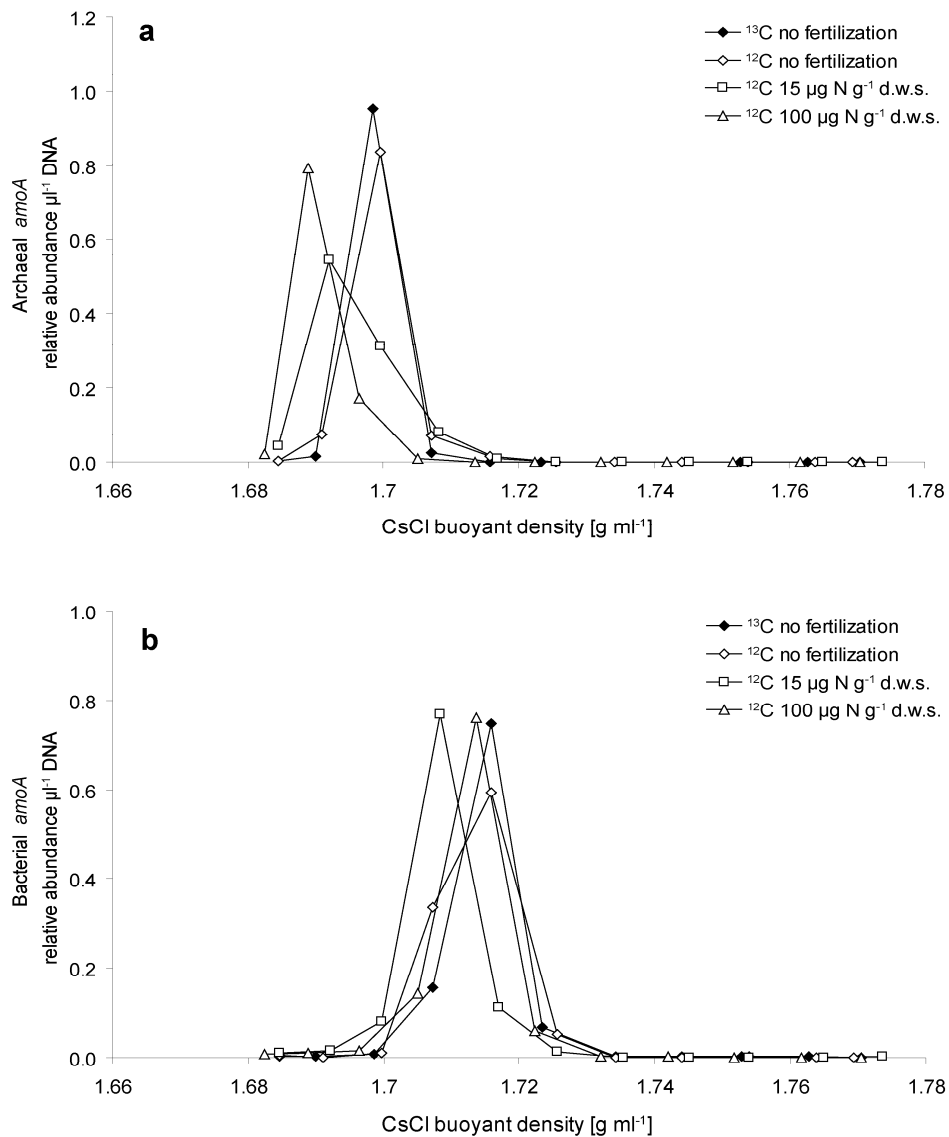 a
1.2
1.0
0.8
0.6
0.4
0.2
0.0
Archaeal amoA
relative abundance µl⁻¹ DNA
¹³C no fertilization
¹²C no fertilization
¹²C 15 µg N g⁻¹ d.w.s.
¹²C 100 µg N g⁻¹ d.w.s.
1.66 1.68 1.7 1.72 1.74 1.76 1.78
CsCl buoyant density [g ml⁻¹]
b
1.0
0.8
0.6
0.4
0.2
0.0
Bacterial amoA
relative abundance µl⁻¹ DNA
¹³C no fertilization
¹²C no fertilization
¹²C 15 µg N g⁻¹ d.w.s.
¹²C 100 µg N g⁻¹ d.w.s.
1.66 1.68 1.7 1.72 1.74 1.76 1.78
CsCl buoyant density [g ml⁻¹]